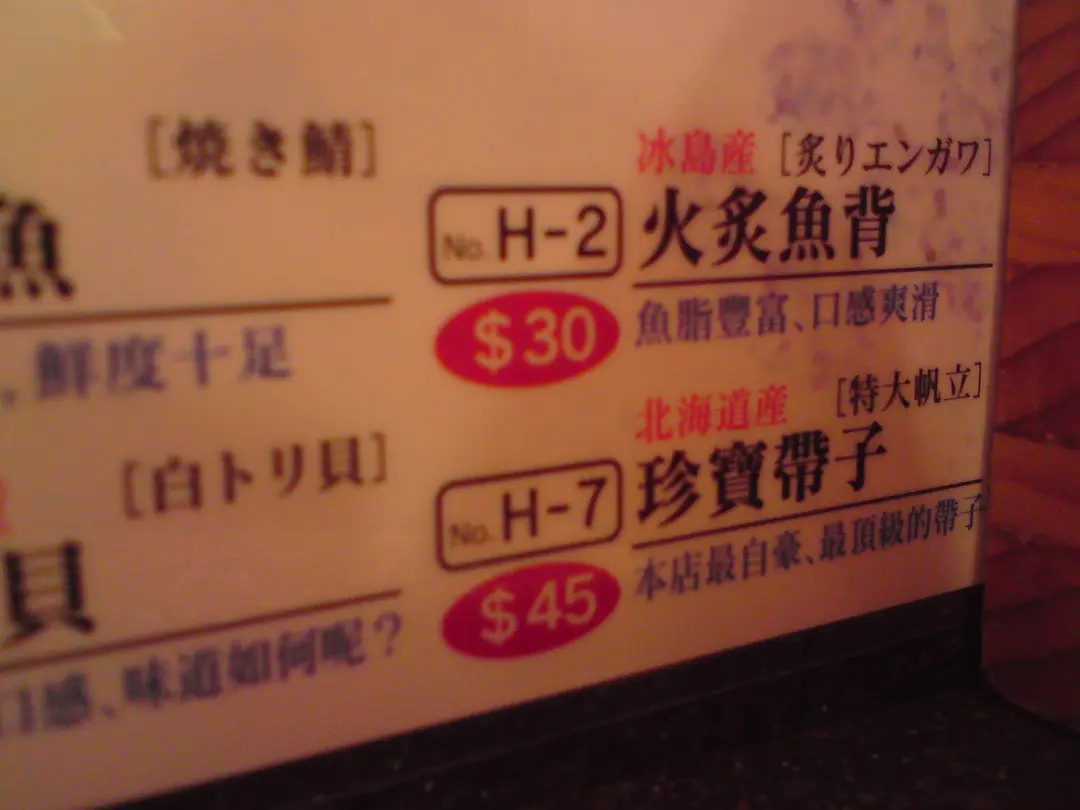 [焼き鯖]
魚
、鮮度十足
[白トリ貝]
貝
口感、味道如何呢？
冰島産 [炙りエンガワ]
No. H-2 火炙魚背
$30 魚脂豐富、口感爽滑
北海道産 [特大帆立]
No. H-7 珍寶帶子
$45 本店最自豪、最頂級的帶子